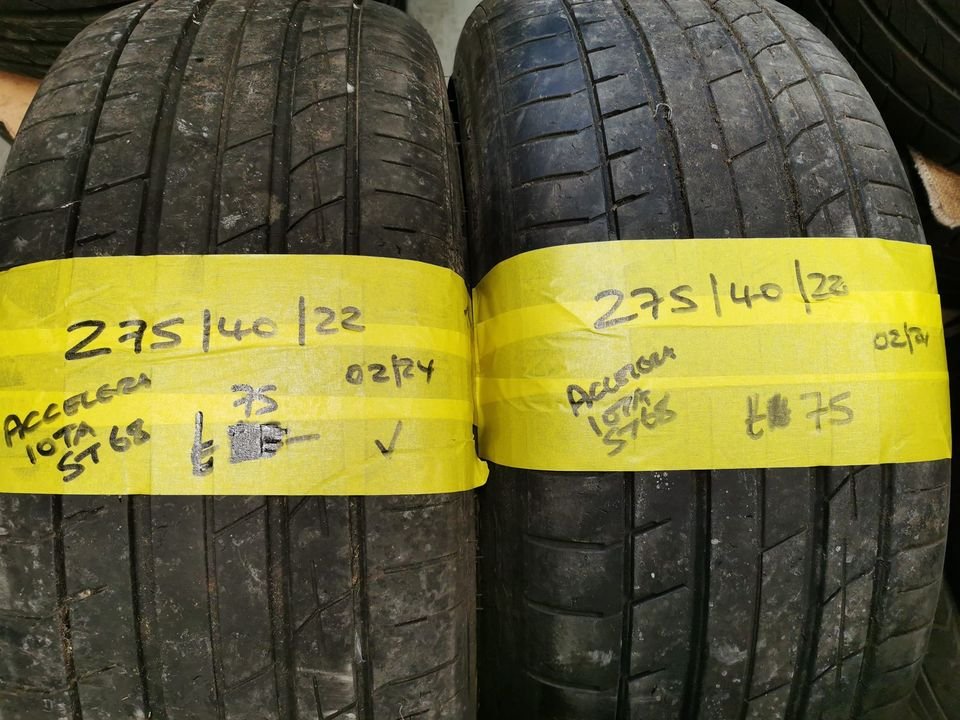 275/40/22
02/24
ACCELERA
IOTA
ST68
75
£
✓
275/40/22
02/24
ACCELERA
IOTA
ST68
£ 75